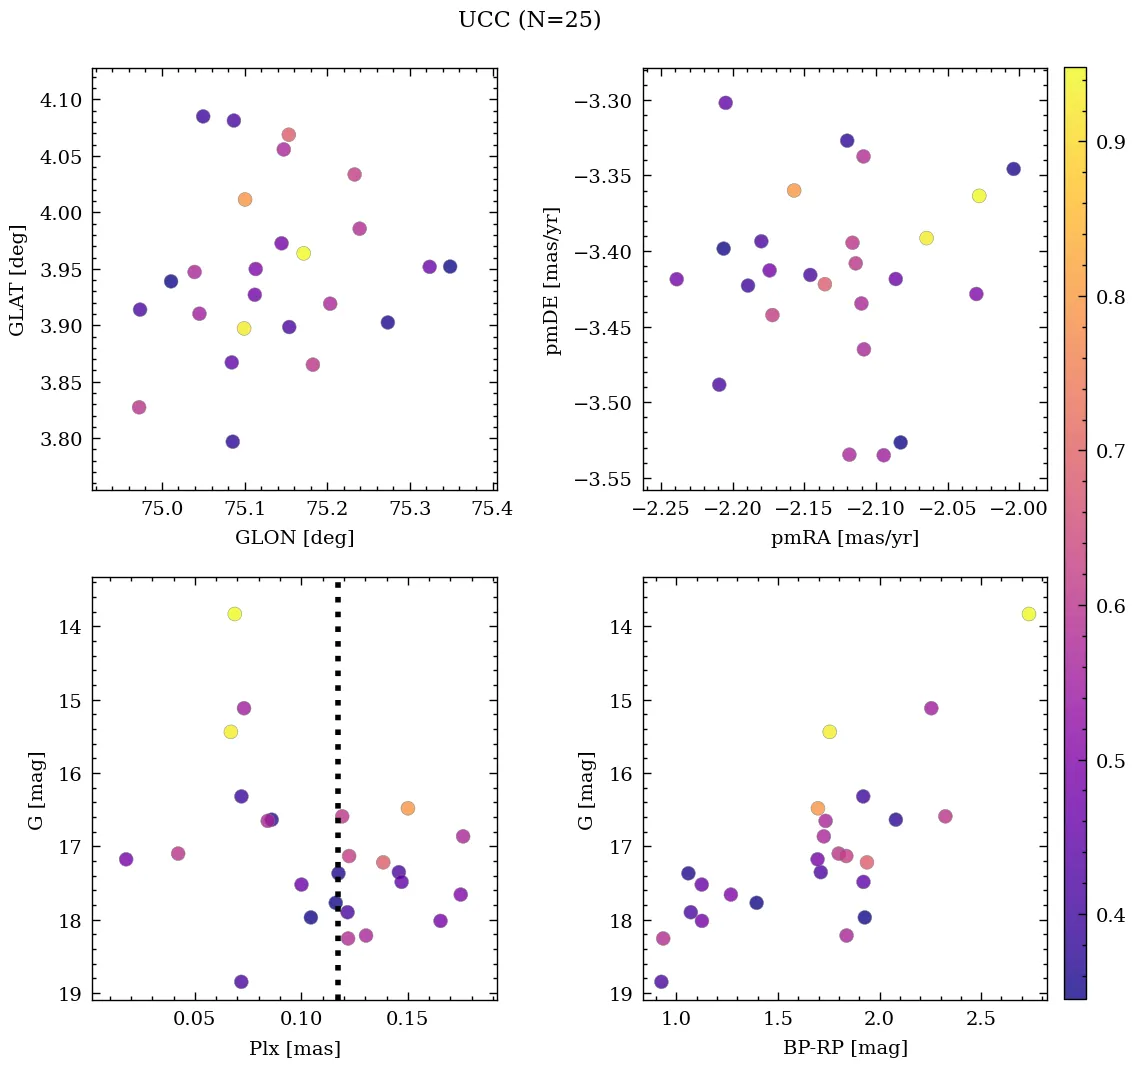 UCC (N=25)
4.10
4.05
4.00
3.95
3.90
3.85
3.80
GLAT [deg]
75.0 75.1 75.2 75.3 75.4
GLON [deg]
−3.30
−3.35
−3.40
−3.45
−3.50
−3.55
pmDE [mas/yr]
−2.25 −2.20 −2.15 −2.10 −2.05 −2.00
pmRA [mas/yr]
0.9
0.8
0.7
0.6
0.5
0.4
14
15
16
17
18
19
G [mag]
0.05 0.10 0.15
Plx [mas]
14
15
16
17
18
19
G [mag]
1.0 1.5 2.0 2.5
BP-RP [mag]